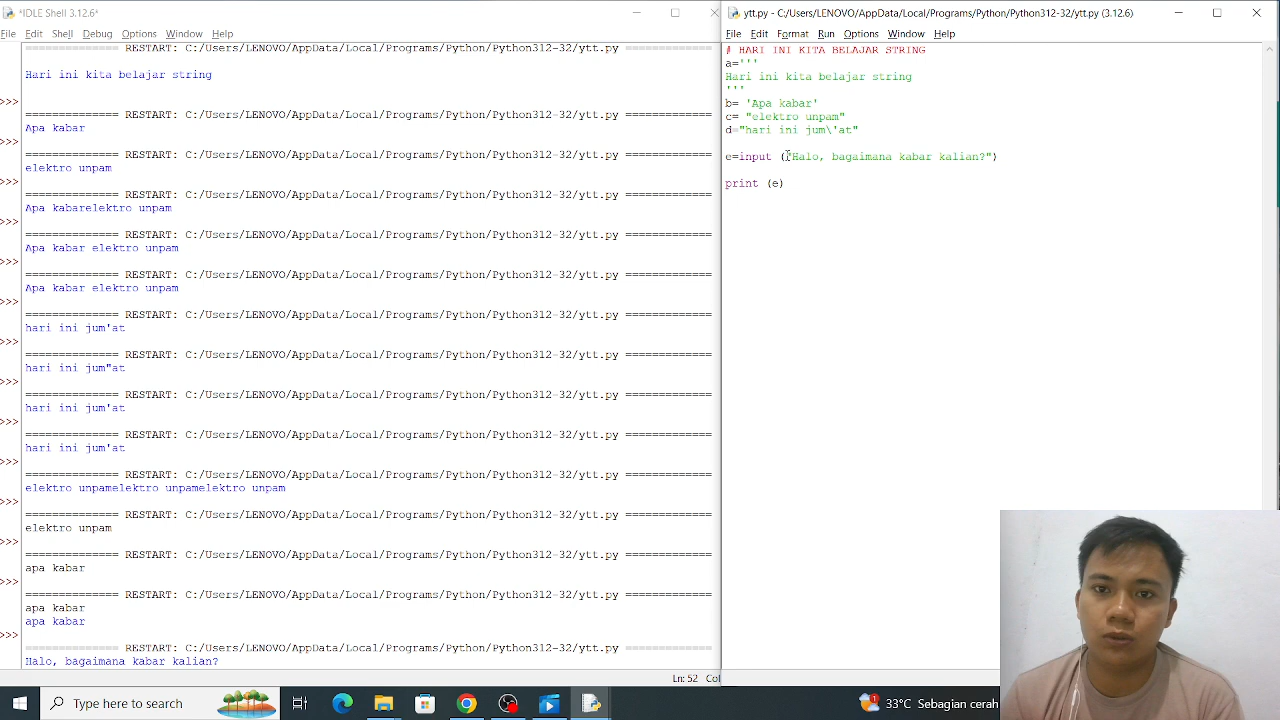 *IDLE Shell 3.12.6*
File Edit Shell Debug Options Window Help
============== RESTART: C:/Users/LENOVO/AppData/Local/Programs/Python/Python312-32/ytt.py =============
Hari ini kita belajar string
>>>
============== RESTART: C:/Users/LENOVO/AppData/Local/Programs/Python/Python312-32/ytt.py =============
Apa kabar
>>>
============== RESTART: C:/Users/LENOVO/AppData/Local/Programs/Python/Python312-32/ytt.py =============
elektro unpam
>>>
============== RESTART: C:/Users/LENOVO/AppData/Local/Programs/Python/Python312-32/ytt.py =============
Apa kabarelektro unpam
>>>
============== RESTART: C:/Users/LENOVO/AppData/Local/Programs/Python/Python312-32/ytt.py =============
Apa kabar elektro unpam
>>>
============== RESTART: C:/Users/LENOVO/AppData/Local/Programs/Python/Python312-32/ytt.py =============
Apa kabar elektro unpam
>>>
============== RESTART: C:/Users/LENOVO/AppData/Local/Programs/Python/Python312-32/ytt.py =============
hari ini jum'at
>>>
============== RESTART: C:/Users/LENOVO/AppData/Local/Programs/Python/Python312-32/ytt.py =============
hari ini jum"at
>>>
============== RESTART: C:/Users/LENOVO/AppData/Local/Programs/Python/Python312-32/ytt.py =============
hari ini jum'at
>>>
============== RESTART: C:/Users/LENOVO/AppData/Local/Programs/Python/Python312-32/ytt.py =============
hari ini jum'at
>>>
============== RESTART: C:/Users/LENOVO/AppData/Local/Programs/Python/Python312-32/ytt.py =============
elektro unpamelektro unpamelektro unpam
>>>
============== RESTART: C:/Users/LENOVO/AppData/Local/Programs/Python/Python312-32/ytt.py =============
elektro unpam
>>>
============== RESTART: C:/Users/LENOVO/AppData/Local/Programs/Python/Python312-32/ytt.py =============
apa kabar
>>>
============== RESTART: C:/Users/LENOVO/AppData/Local/Programs/Python/Python312-32/ytt.py =============
apa kabar
apa kabar
>>>
============== RESTART: C:/Users/LENOVO/AppData/Local/Programs/Python/Python312-32/ytt.py =============
Halo, bagaimana kabar kalian?
Ln: 52 Col
ytt.py - C:/Users/LENOVO/AppData/Local/Programs/Python/Python312-32/ytt.py (3.12.6)
File Edit Format Run Options Window Help
# HARI INI KITA BELAJAR STRING
a='''
Hari ini kita belajar string
'''
b= 'Apa kabar'
c= "elektro unpam"
d="hari ini jum\'at"
e=input ("Halo, bagaimana kabar kalian?")
print (e)
Type here to search
1
33°C Sebagian cerah